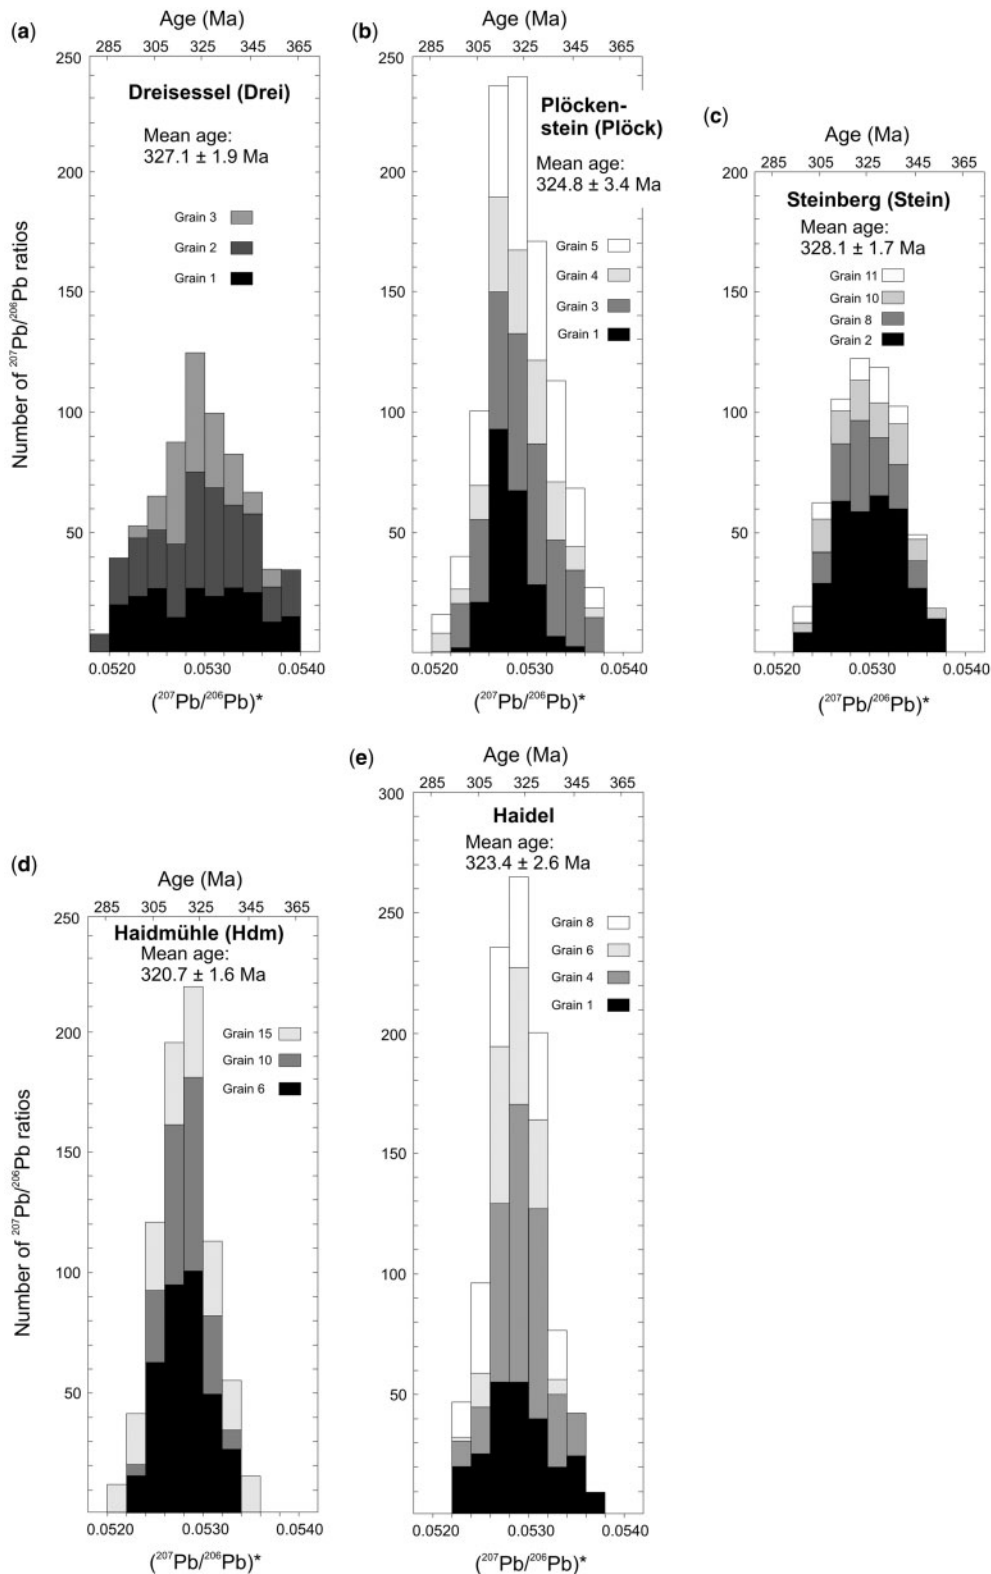 (a)
Age (Ma)
285 305 325 345 365
250
200
150
100
50
Number of ²⁰⁷Pb/²⁰⁶Pb ratios
Dreisessel (Drei)
Mean age:
327.1 ± 1.9 Ma
Grain 3
Grain 2
Grain 1
0.0520 0.0530 0.0540
(²⁰⁷Pb/²⁰⁶Pb)*
(b)
Age (Ma)
285 305 325 345 365
250
200
150
100
50
Plöcken-
stein (Plöck)
Mean age:
324.8 ± 3.4 Ma
Grain 5
Grain 4
Grain 3
Grain 1
0.0520 0.0530 0.0540
(²⁰⁷Pb/²⁰⁶Pb)*
(c)
Age (Ma)
285 305 325 345 365
200
150
100
50
Steinberg (Stein)
Mean age:
328.1 ± 1.7 Ma
Grain 11
Grain 10
Grain 8
Grain 2
0.0520 0.0530 0.0540
(²⁰⁷Pb/²⁰⁶Pb)*
(d)
Age (Ma)
285 305 325 345 365
250
200
150
100
50
Number of ²⁰⁷Pb/²⁰⁶Pb ratios
Haidmühle (Hdm)
Mean age:
320.7 ± 1.6 Ma
Grain 15
Grain 10
Grain 6
0.0520 0.0530 0.0540
(²⁰⁷Pb/²⁰⁶Pb)*
(e)
Age (Ma)
285 305 325 345 365
300
250
200
150
100
50
Haidel
Mean age:
323.4 ± 2.6 Ma
Grain 8
Grain 6
Grain 4
Grain 1
0.0520 0.0530 0.0540
(²⁰⁷Pb/²⁰⁶Pb)*